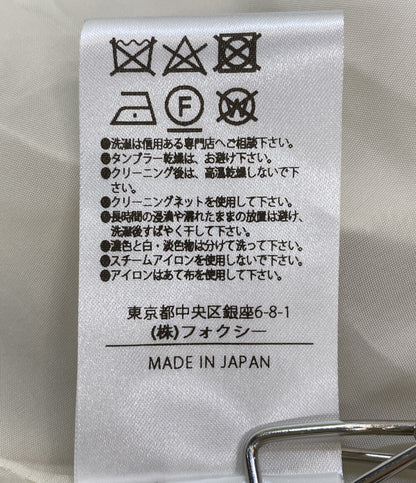 F W
●洗濯は信用ある専門店へご相談下さい。
●タンブラー乾燥は、お避け下さい。
●クリーニング後は、高温乾燥しないで下
さい。
●クリーニングネットを使用して下さい。
●長時間の浸漬や濡れたままの放置は避け、
洗濯後すばやく干して下さい。
●濃色と白・淡色物は分けて洗って下さい。
●スチームアイロンを使用しないで下さい。
●アイロンはあて布を使用して下さい。
東京都中央区銀座6-8-1
(株)フォクシー
MADE IN JAPAN